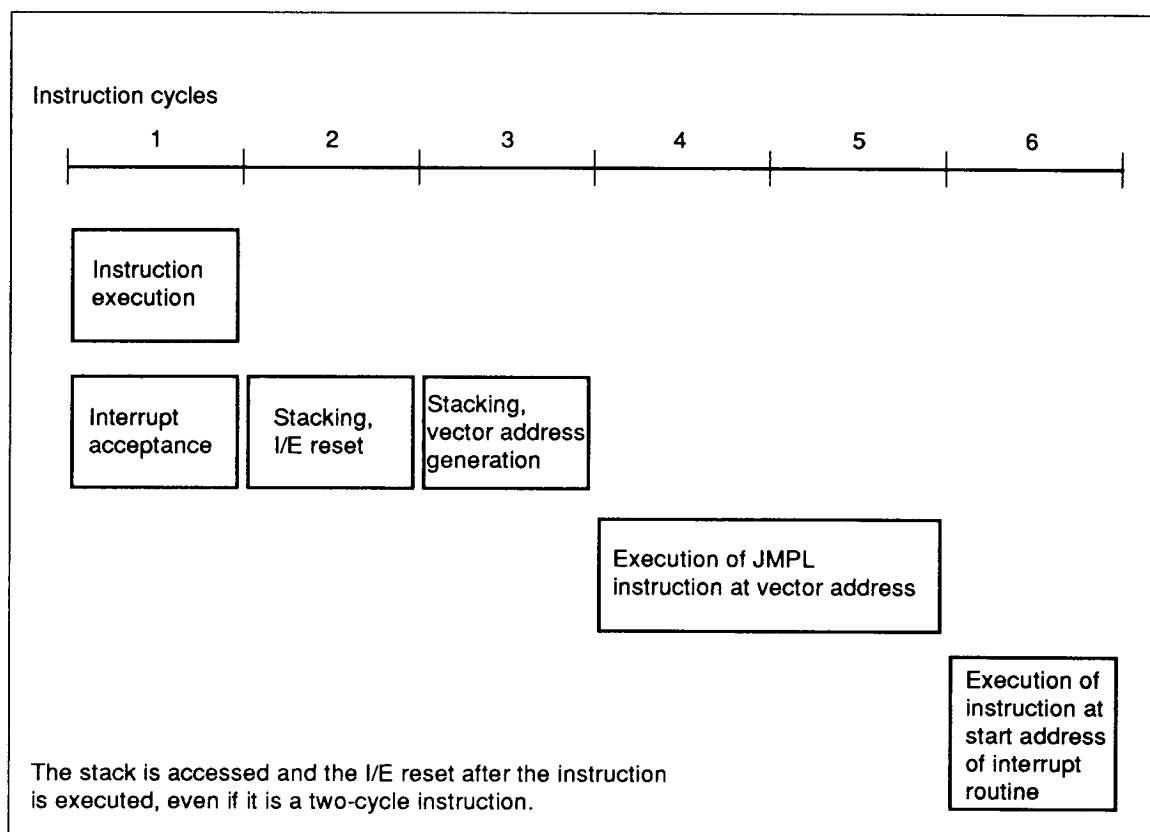 Instruction cycles
1 2 3 4 5 6
Instruction
execution
Interrupt
acceptance
Stacking,
I/E reset
Stacking,
vector address
generation
Execution of JMPL
instruction at vector address
Execution of
instruction at
start address
of interrupt
routine
The stack is accessed and the I/E reset after the instruction
is executed, even if it is a two-cycle instruction.